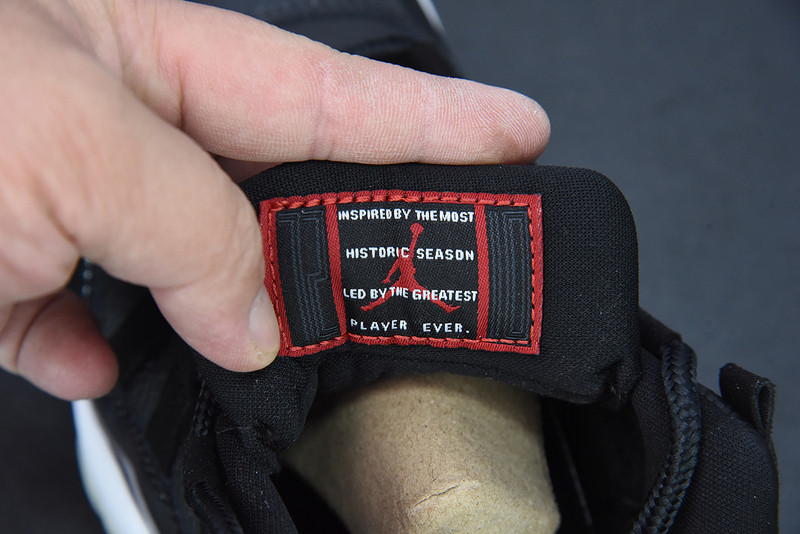 INSPIRED BY THE MOST
HISTORIC SEASON
LED BY THE GREATEST
PLAYER EVER.